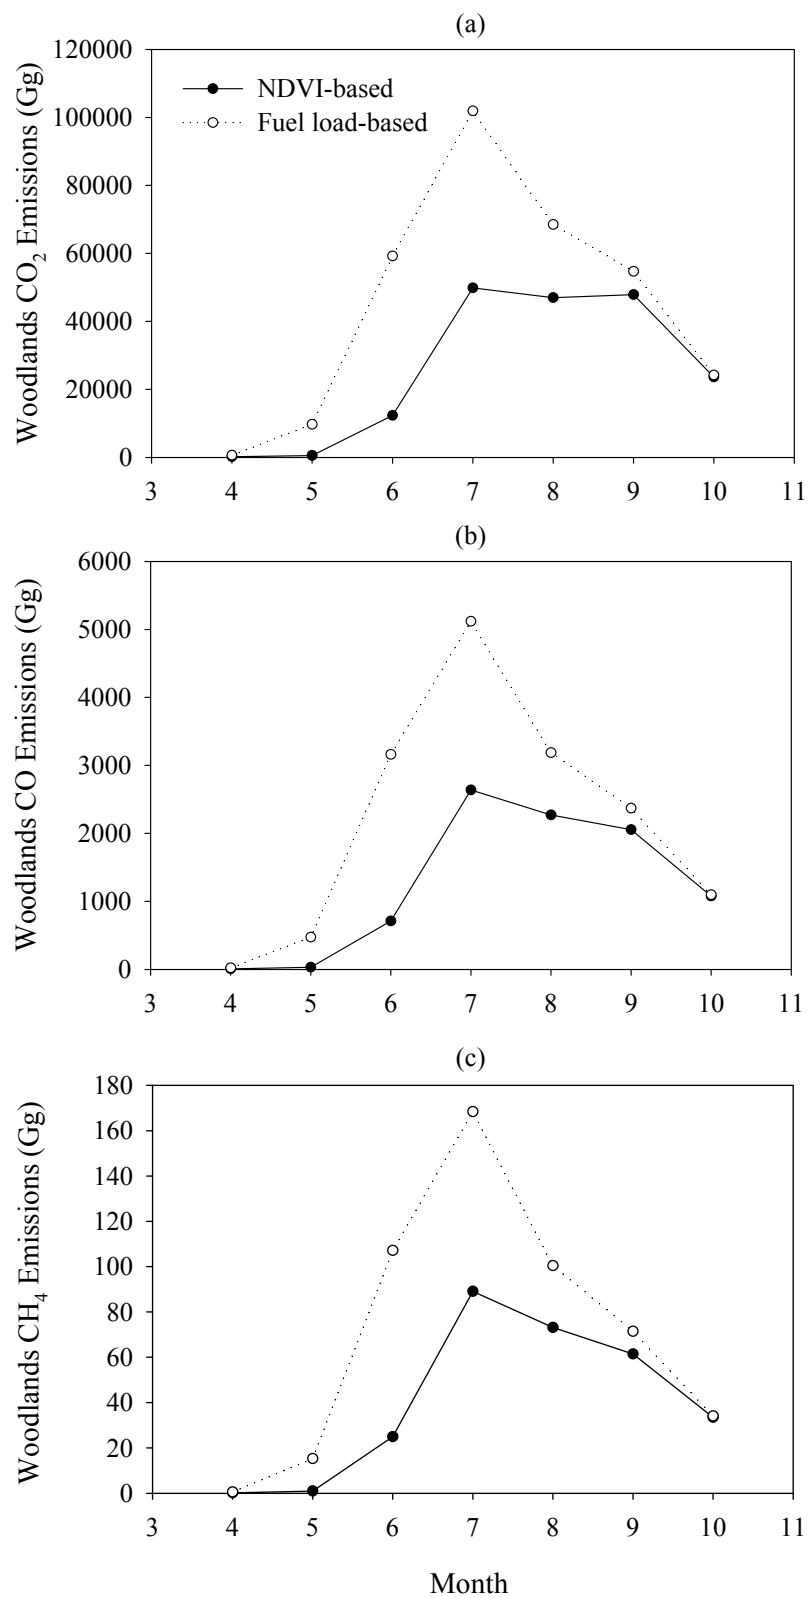 (a)
Woodlands CO2 Emissions (Gg)
120000
100000
80000
60000
40000
20000
0
NDVI-based
Fuel load-based
3 4 5 6 7 8 9 10 11
(b)
Woodlands CO Emissions (Gg)
6000
5000
4000
3000
2000
1000
0
3 4 5 6 7 8 9 10 11
(c)
Woodlands CH4 Emissions (Gg)
180
160
140
120
100
80
60
40
20
0
3 4 5 6 7 8 9 10 11
Month